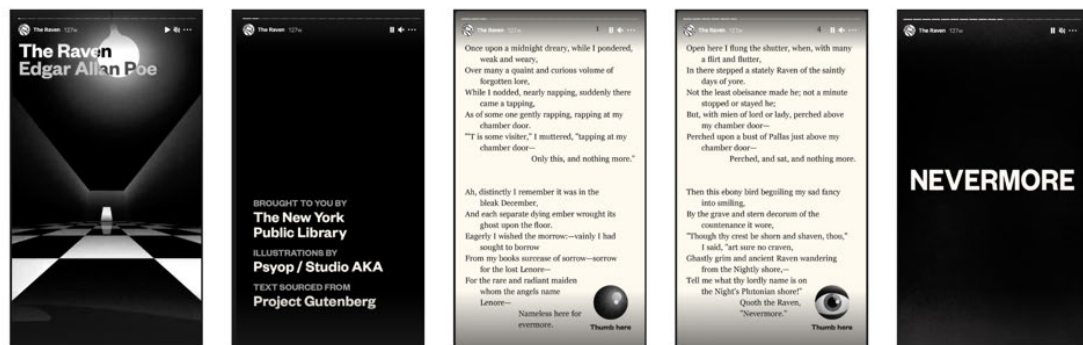 The Raven 127w
The Raven
Edgar Allan Poe
The Raven 127w
BROUGHT TO YOU BY
The New York
Public Library
ILLUSTRATIONS BY
Psyop / Studio AKA
TEXT SOURCED FROM
Project Gutenberg
The Raven 127w
1
Once upon a midnight dreary, while I pondered,
weak and weary,
Over many a quaint and curious volume of
forgotten lore,
While I nodded, nearly napping, suddenly there
came a tapping,
As of some one gently rapping, rapping at my
chamber door.
"'T is some visiter," I muttered, "tapping at my
chamber door—
Only this, and nothing more."
Ah, distinctly I remember it was in the
bleak December,
And each separate dying ember wrought its
ghost upon the floor.
Eagerly I wished the morrow:—vainly I had
sought to borrow
From my books surcease of sorrow—sorrow
for the lost Lenore—
For the rare and radiant maiden
whom the angels name
Lenore—
Nameless here for
evermore.
Thumb here
The Raven 127w
4
Open here I flung the shutter, when, with many
a flirt and flutter,
In there stepped a stately Raven of the saintly
days of yore.
Not the least obeisance made he; not a minute
stopped or stayed he;
But, with mien of lord or lady, perched above
my chamber door—
Perched upon a bust of Pallas just above my
chamber door—
Perched, and sat, and nothing more.
Then this ebony bird beguiling my sad fancy
into smiling,
By the grave and stern decorum of the
countenance it wore,
"Though thy crest be shorn and shaven, thou,"
I said, "art sure no craven,
Ghastly grim and ancient Raven wandering
from the Nightly shore,—
Tell me what thy lordly name is on
the Night's Plutonian shore!"
Quoth the Raven,
"Nevermore."
Thumb here
The Raven 127w
NEVERMORE